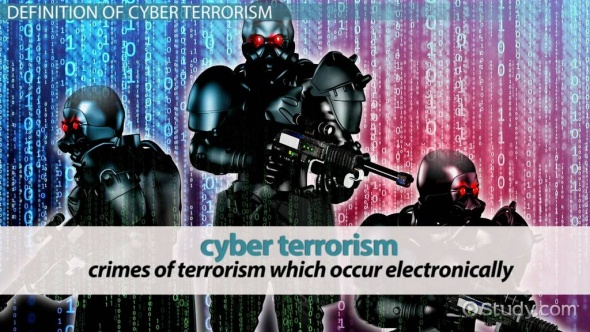 DEFINITION OF CYBER TERRORISM
cyber terrorism
crimes of terrorism which occur electronically
Study.com